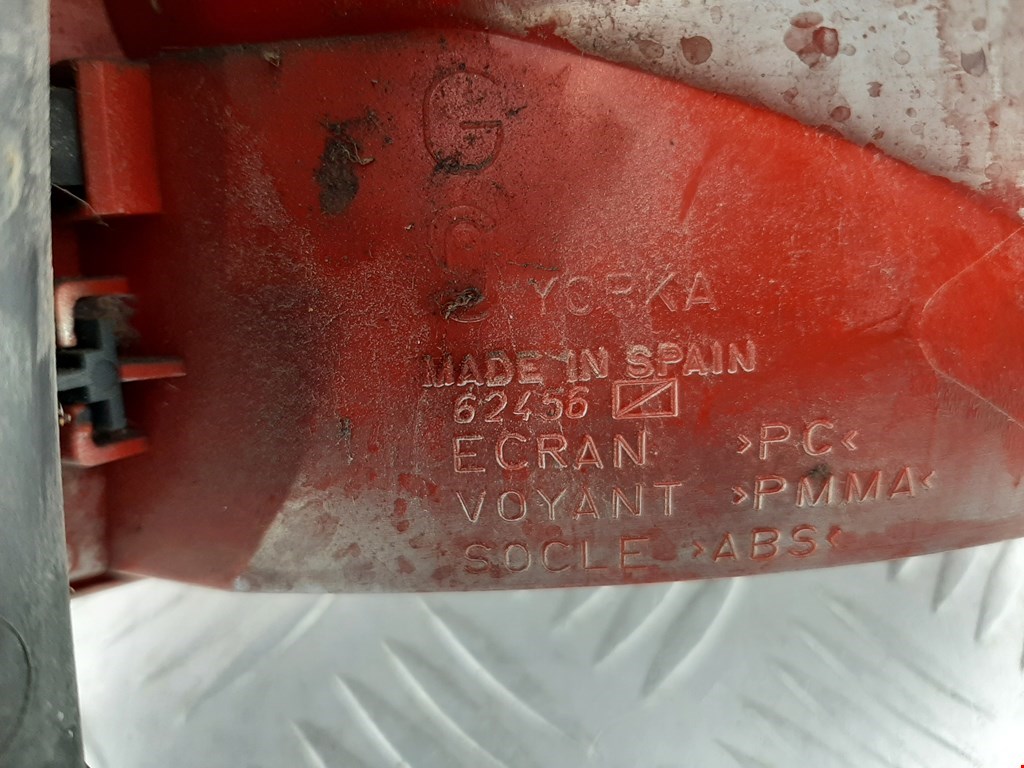 YORKA
MADE IN SPAIN
62456
ECRAN >PC<
VOYANT >PMMA<
SOCLE >ABS<